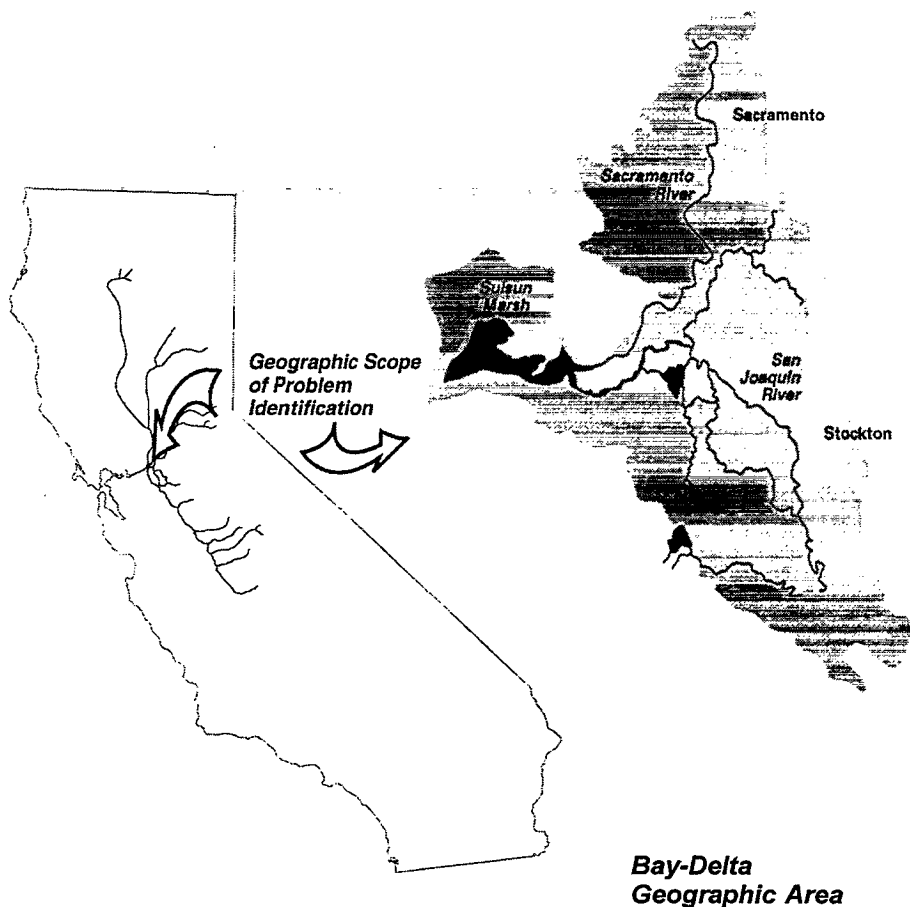 Sacramento
Sacramento
River
Suisun
Marsh
Geographic Scope
of Problem
Identification
San
Joaquin
River
Stockton
Bay-Delta
Geographic Area